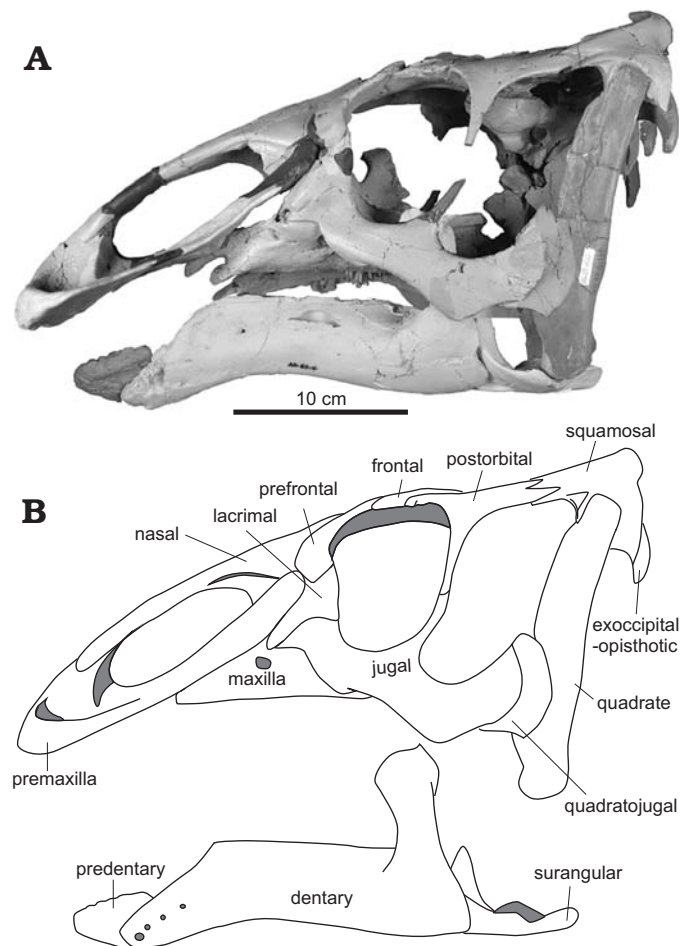 A
10 cm
B
squamosal
postorbital
frontal
prefrontal
lacrimal
nasal
exoccipital
-opisthotic
jugal
maxilla
quadrate
premaxilla
quadratojugal
predentary
surangular
dentary